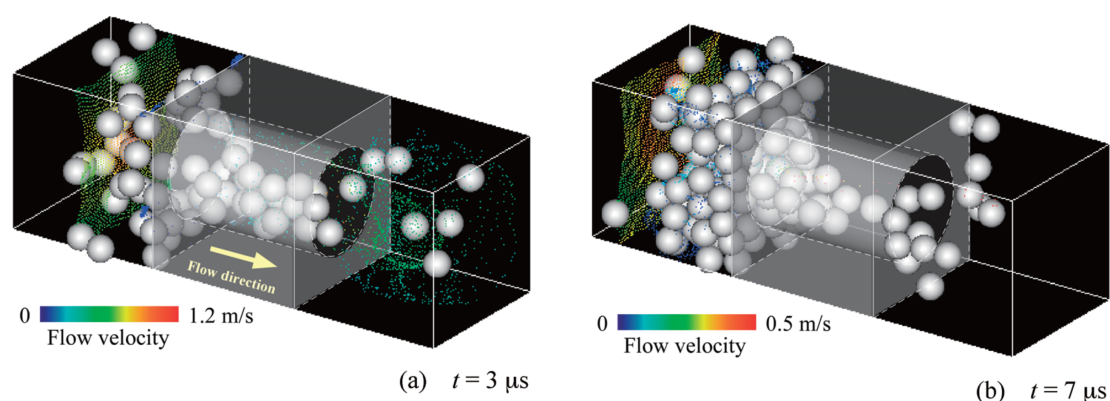 Flow direction
0 1.2 m/s
Flow velocity
(a) t = 3 μs
0 0.5 m/s
Flow velocity
(b) t = 7 μs